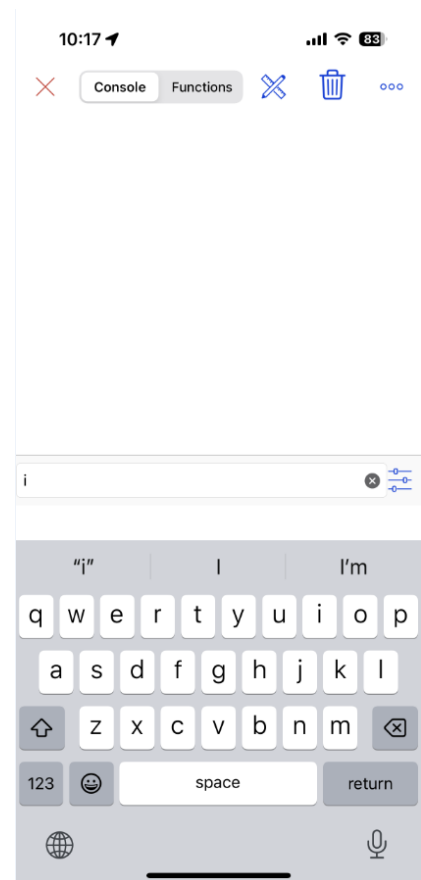 10:17 83
Console Functions
i
“i” I I’m
q w e r t y u i o p
a s d f g h j k l
z x c v b n m
123 space return